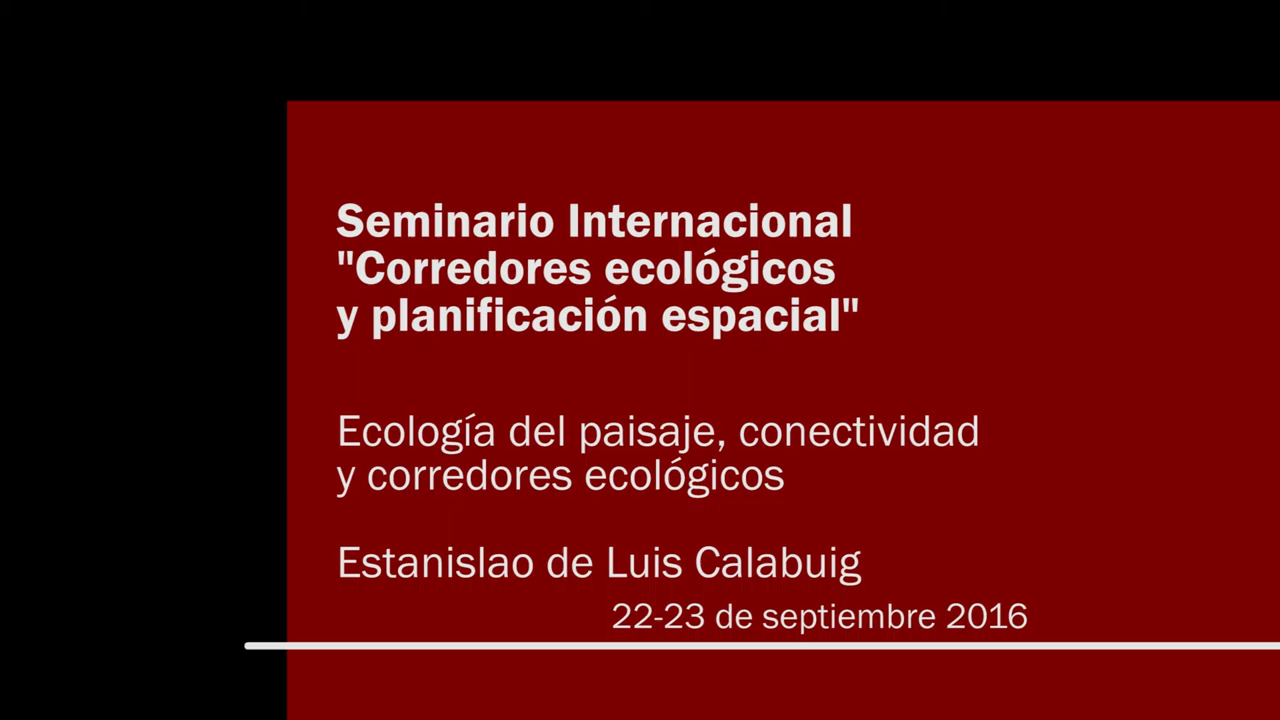 Seminario Internacional
"Corredores ecológicos
y planificación espacial"
Ecología del paisaje, conectividad
y corredores ecológicos
Estanislao de Luis Calabuig
22-23 de septiembre 2016